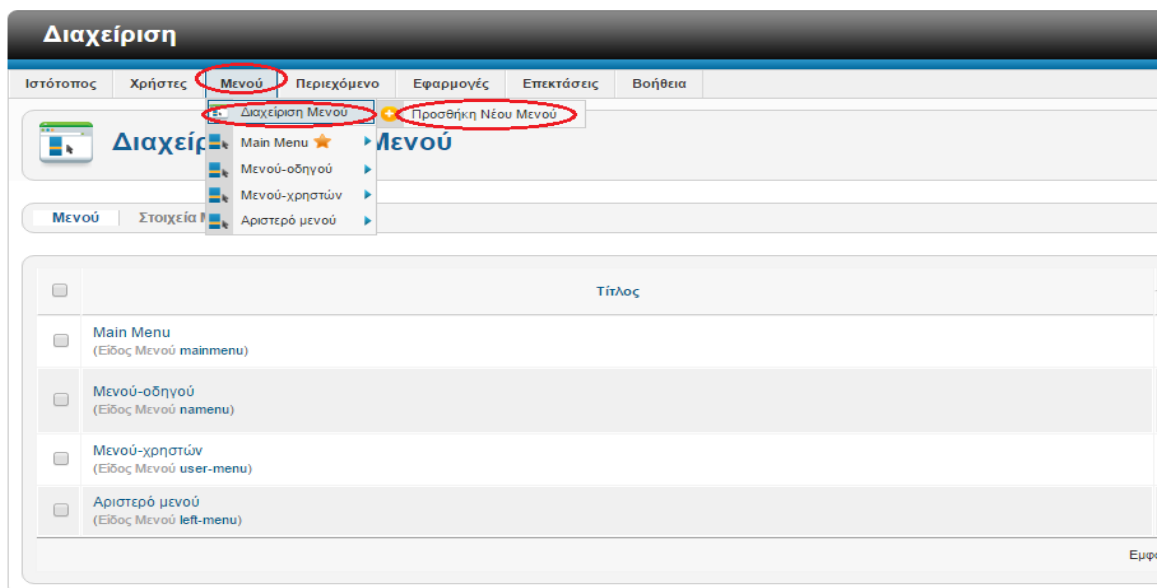 Διαχείριση
Ιστότοπος Χρήστες Μενού Περιεχόμενο Εφαρμογές Επεκτάσεις Βοήθεια
Διαχείριση Μενού Προσθήκη Νέου Μενού
Διαχείρ Μενού
Main Menu
Μενού-οδηγού
Μενού-χρηστών
Αριστερό μενού
Μενού Στοιχεία
Τίτλος
Main Menu
(Είδος Μενού mainmenu)
Μενού-οδηγού
(Είδος Μενού namenu)
Μενού-χρηστών
(Είδος Μενού user-menu)
Αριστερό μενού
(Είδος Μενού left-menu)